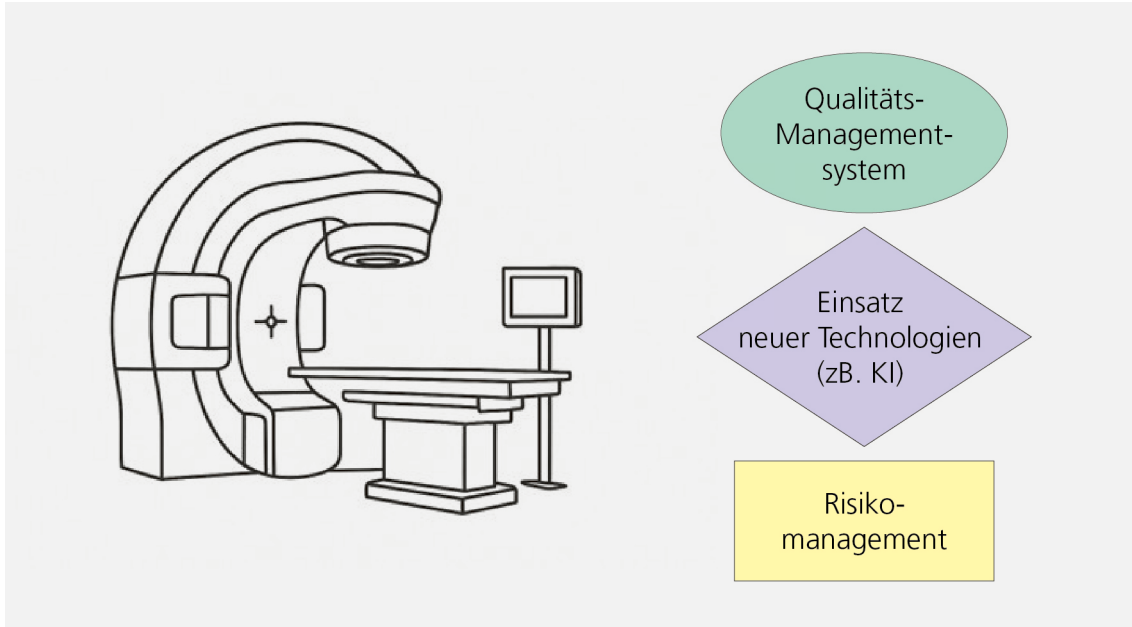 Qualitäts-
Management-
system
Einsatz
neuer Technologien
(zB. KI)
Risiko-
management